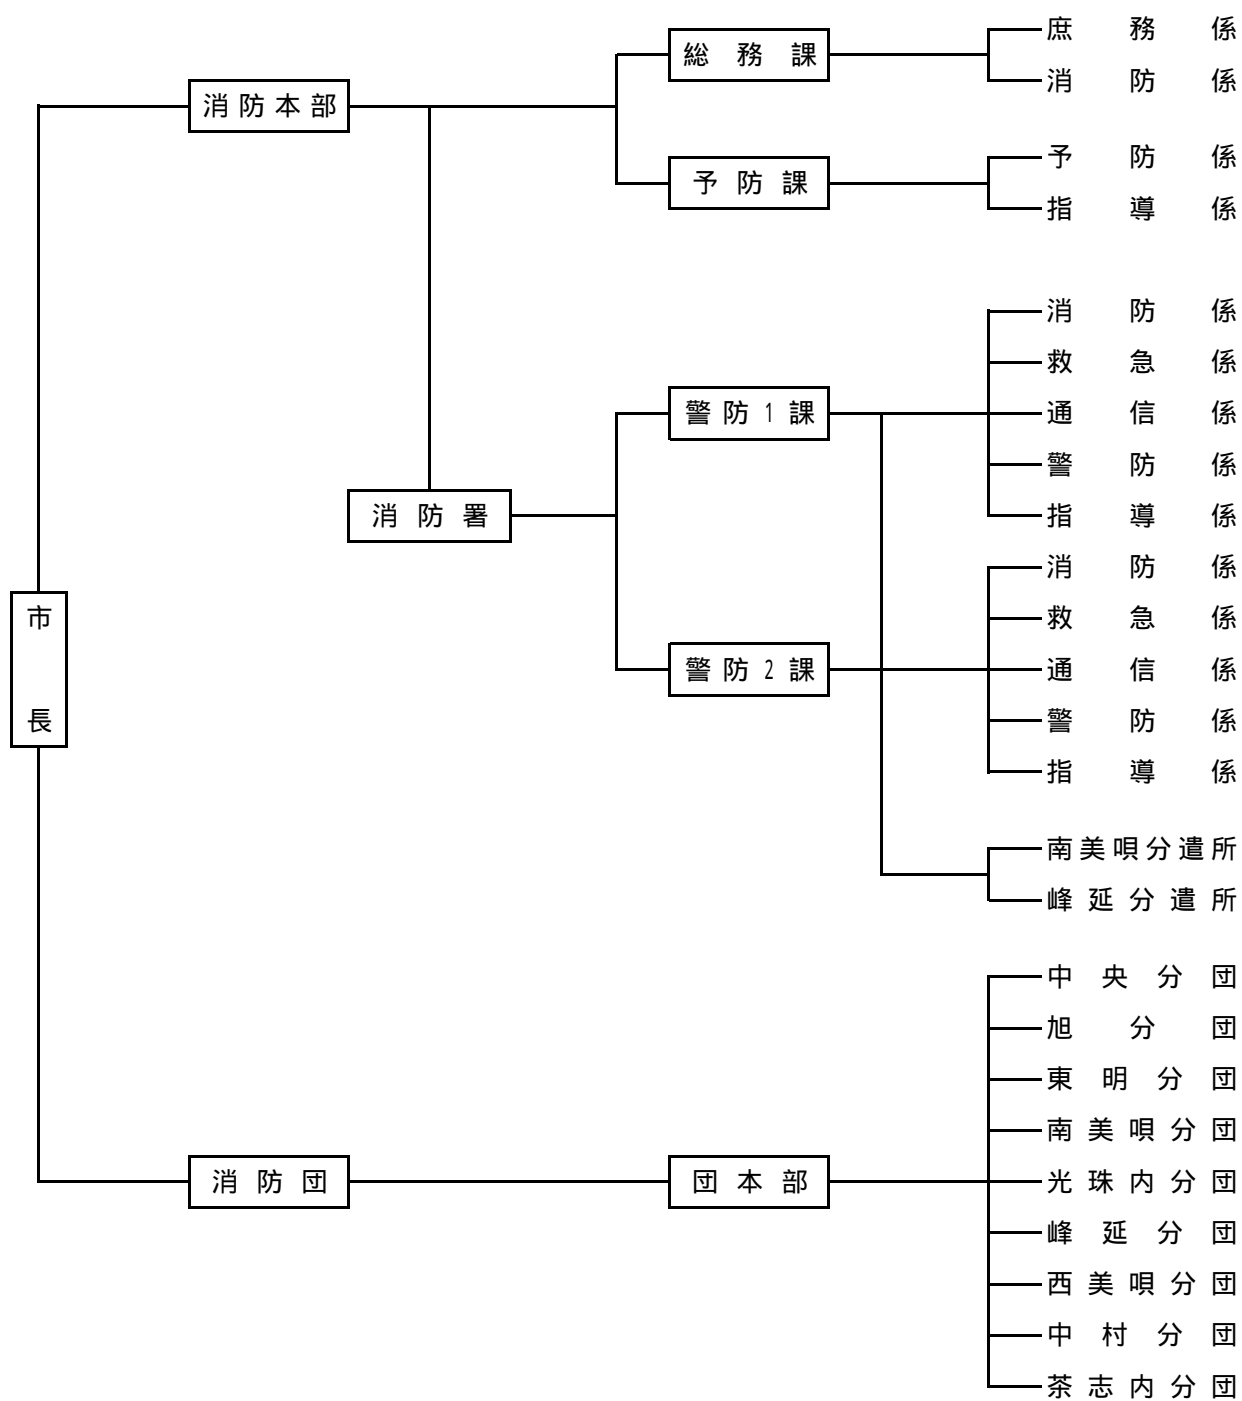 庶務係
総務課
消防係
消防本部
予防係
予防課
指導係
消防係
救急係
警防1課
通信係
警防係
消防署
指導係
消防係
市長
救急係
警防2課
通信係
警防係
指導係
南美唄分遣所
峰延分遣所
中央分団
旭分団
東明分団
南美唄分団
消防団
団本部
光珠内分団
峰延分団
西美唄分団
中村分団
茶志内分団